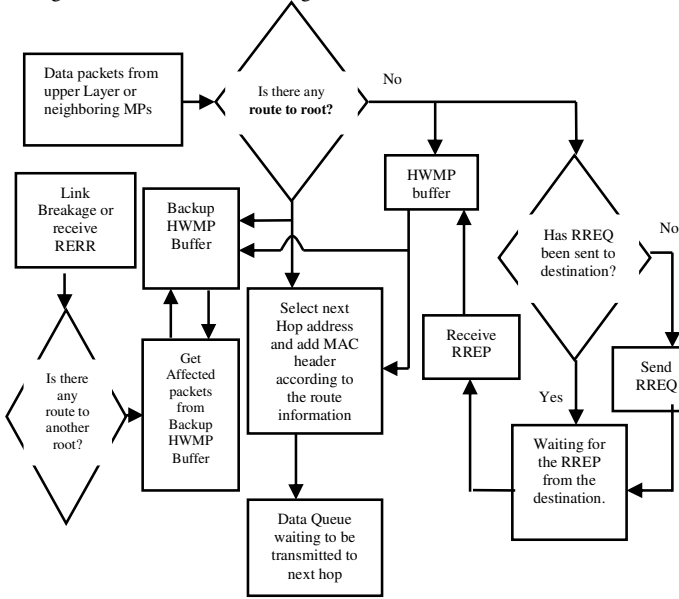 Data packets from
upper Layer or
neighboring MPs
Is there any
route to root?
No
HWMP
buffer
Link
Breakage or
receive
RERR
Backup
HWMP
Buffer
Has RREQ
been sent to
destination?
No
Select next
Hop address
and add MAC
header
according to
the route
information
Receive
RREP
Send
RREQ
Is there
any
route to
another
root?
Get
Affected
packets
from
Backup
HWMP
Buffer
Yes
Waiting for
the RREP
from the
destination.
Data Queue
waiting to be
transmitted to
next hop